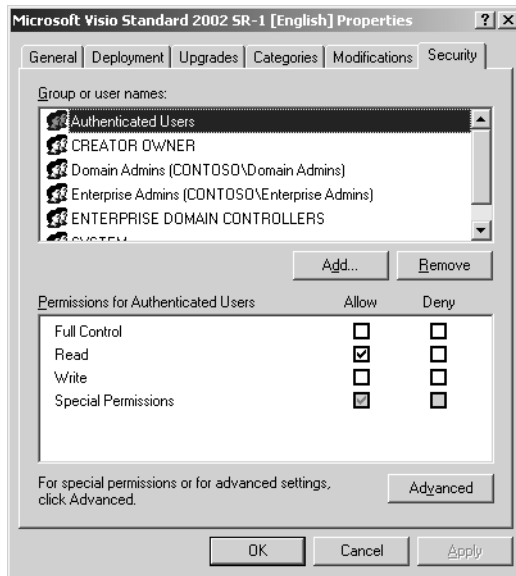 Microsoft Visio Standard 2002 SR-1 [English] Properties
General Deployment Upgrades Categories Modifications Security
Group or user names:
Authenticated Users
CREATOR OWNER
Domain Admins (CONTOSO\Domain Admins)
Enterprise Admins (CONTOSO\Enterprise Admins)
ENTERPRISE DOMAIN CONTROLLERS
SYSTEM
Add... Remove
Permissions for Authenticated Users Allow Deny
Full Control
Read
Write
Special Permissions
For special permissions or for advanced settings,
click Advanced.
Advanced
OK Cancel Apply